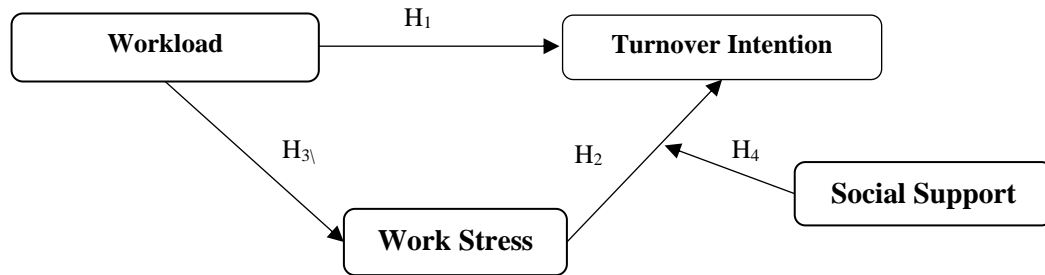 H1
Workload
Turnover Intention
H3\
H2
H4
Social Support
Work Stress